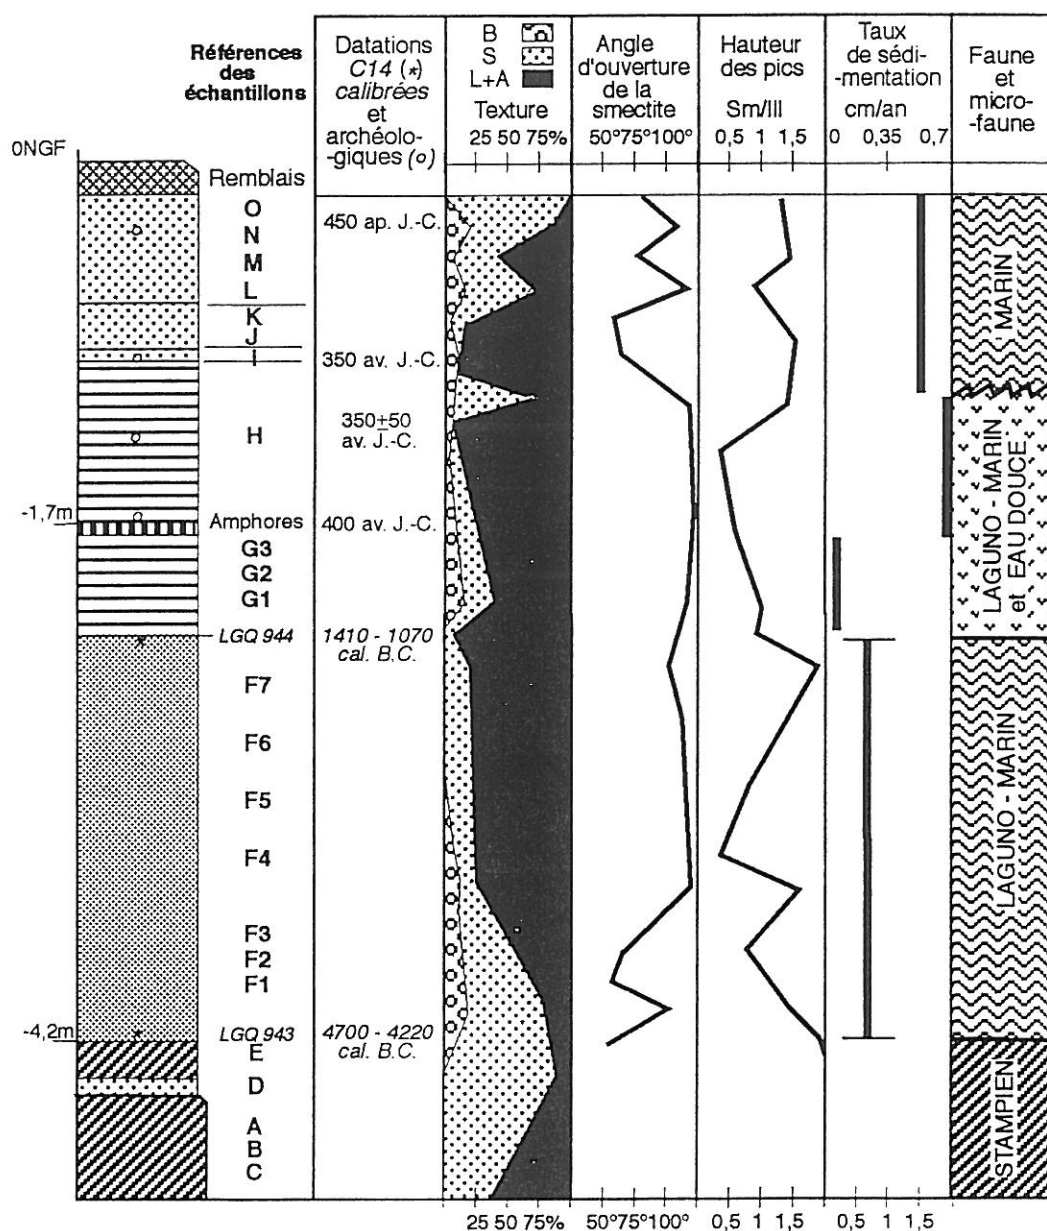 Références
des
échantillons
Datations
C14 (*)
calibrées
et
archéolo-
-giques (o)
B
S
L+A
Texture
25 50 75%
Angle
d'ouverture
de la
smectite
50°75°100°
Hauteur
des pics
Sm/Ill
0,5 1 1,5
Taux
de sédi-
-mentation
cm/an
0 0,35 0,7
Faune
et
micro-
-faune
0NGF
Remblais
O
N
M
L
K
J
I
H
Amphores
G3
G2
G1
LGQ 944
F7
F6
F5
F4
F3
F2
F1
LGQ 943
E
D
A
B
C
-1,7m
-4,2m
450 ap. J.-C.
350 av. J.-C.
350±50
av. J.-C.
400 av. J.-C.
1410 - 1070
cal. B.C.
4700 - 4220
cal. B.C.
MARIN
LAGUNO - MARIN
et EAU DOUCE
LAGUNO - MARIN
STAMPIEN
25 50 75%
50°75°100°
0,5 1 1,5
0,5 1 1,5